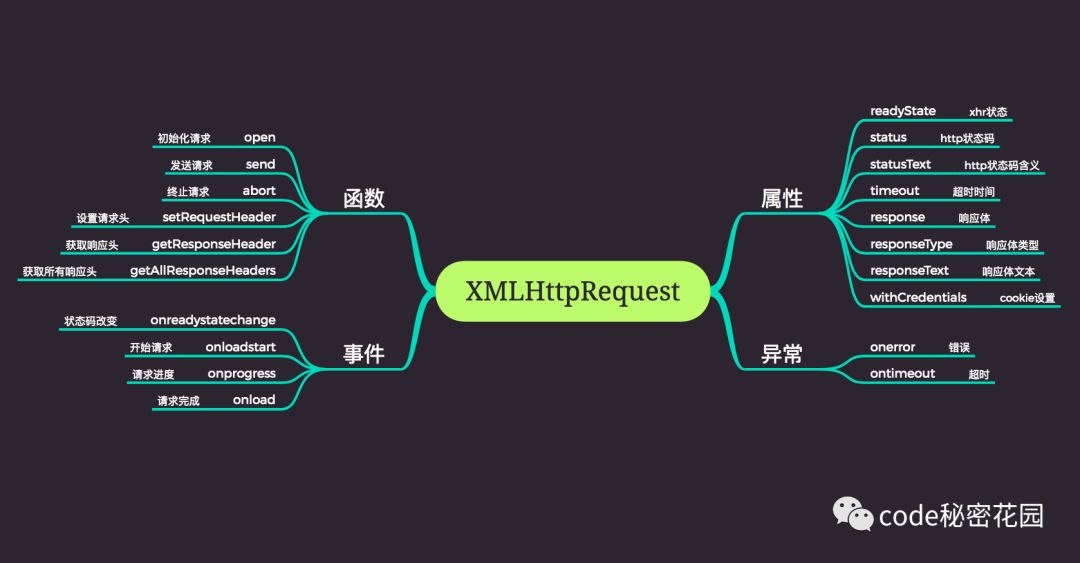 XMLHttpRequest
函数
初始化请求 open
发送请求 send
终止请求 abort
设置请求头 setRequestHeader
获取响应头 getResponseHeader
获取所有响应头 getAllResponseHeaders
事件
状态码改变 onreadystatechange
开始请求 onloadstart
请求进度 onprogress
请求完成 onload
属性
readyState xhr状态
status http状态码
statusText http状态码含义
timeout 超时时间
response 响应体
responseType 响应体类型
responseText 响应体文本
withCredentials cookie设置
异常
onerror 错误
ontimeout 超时
code秘密花园